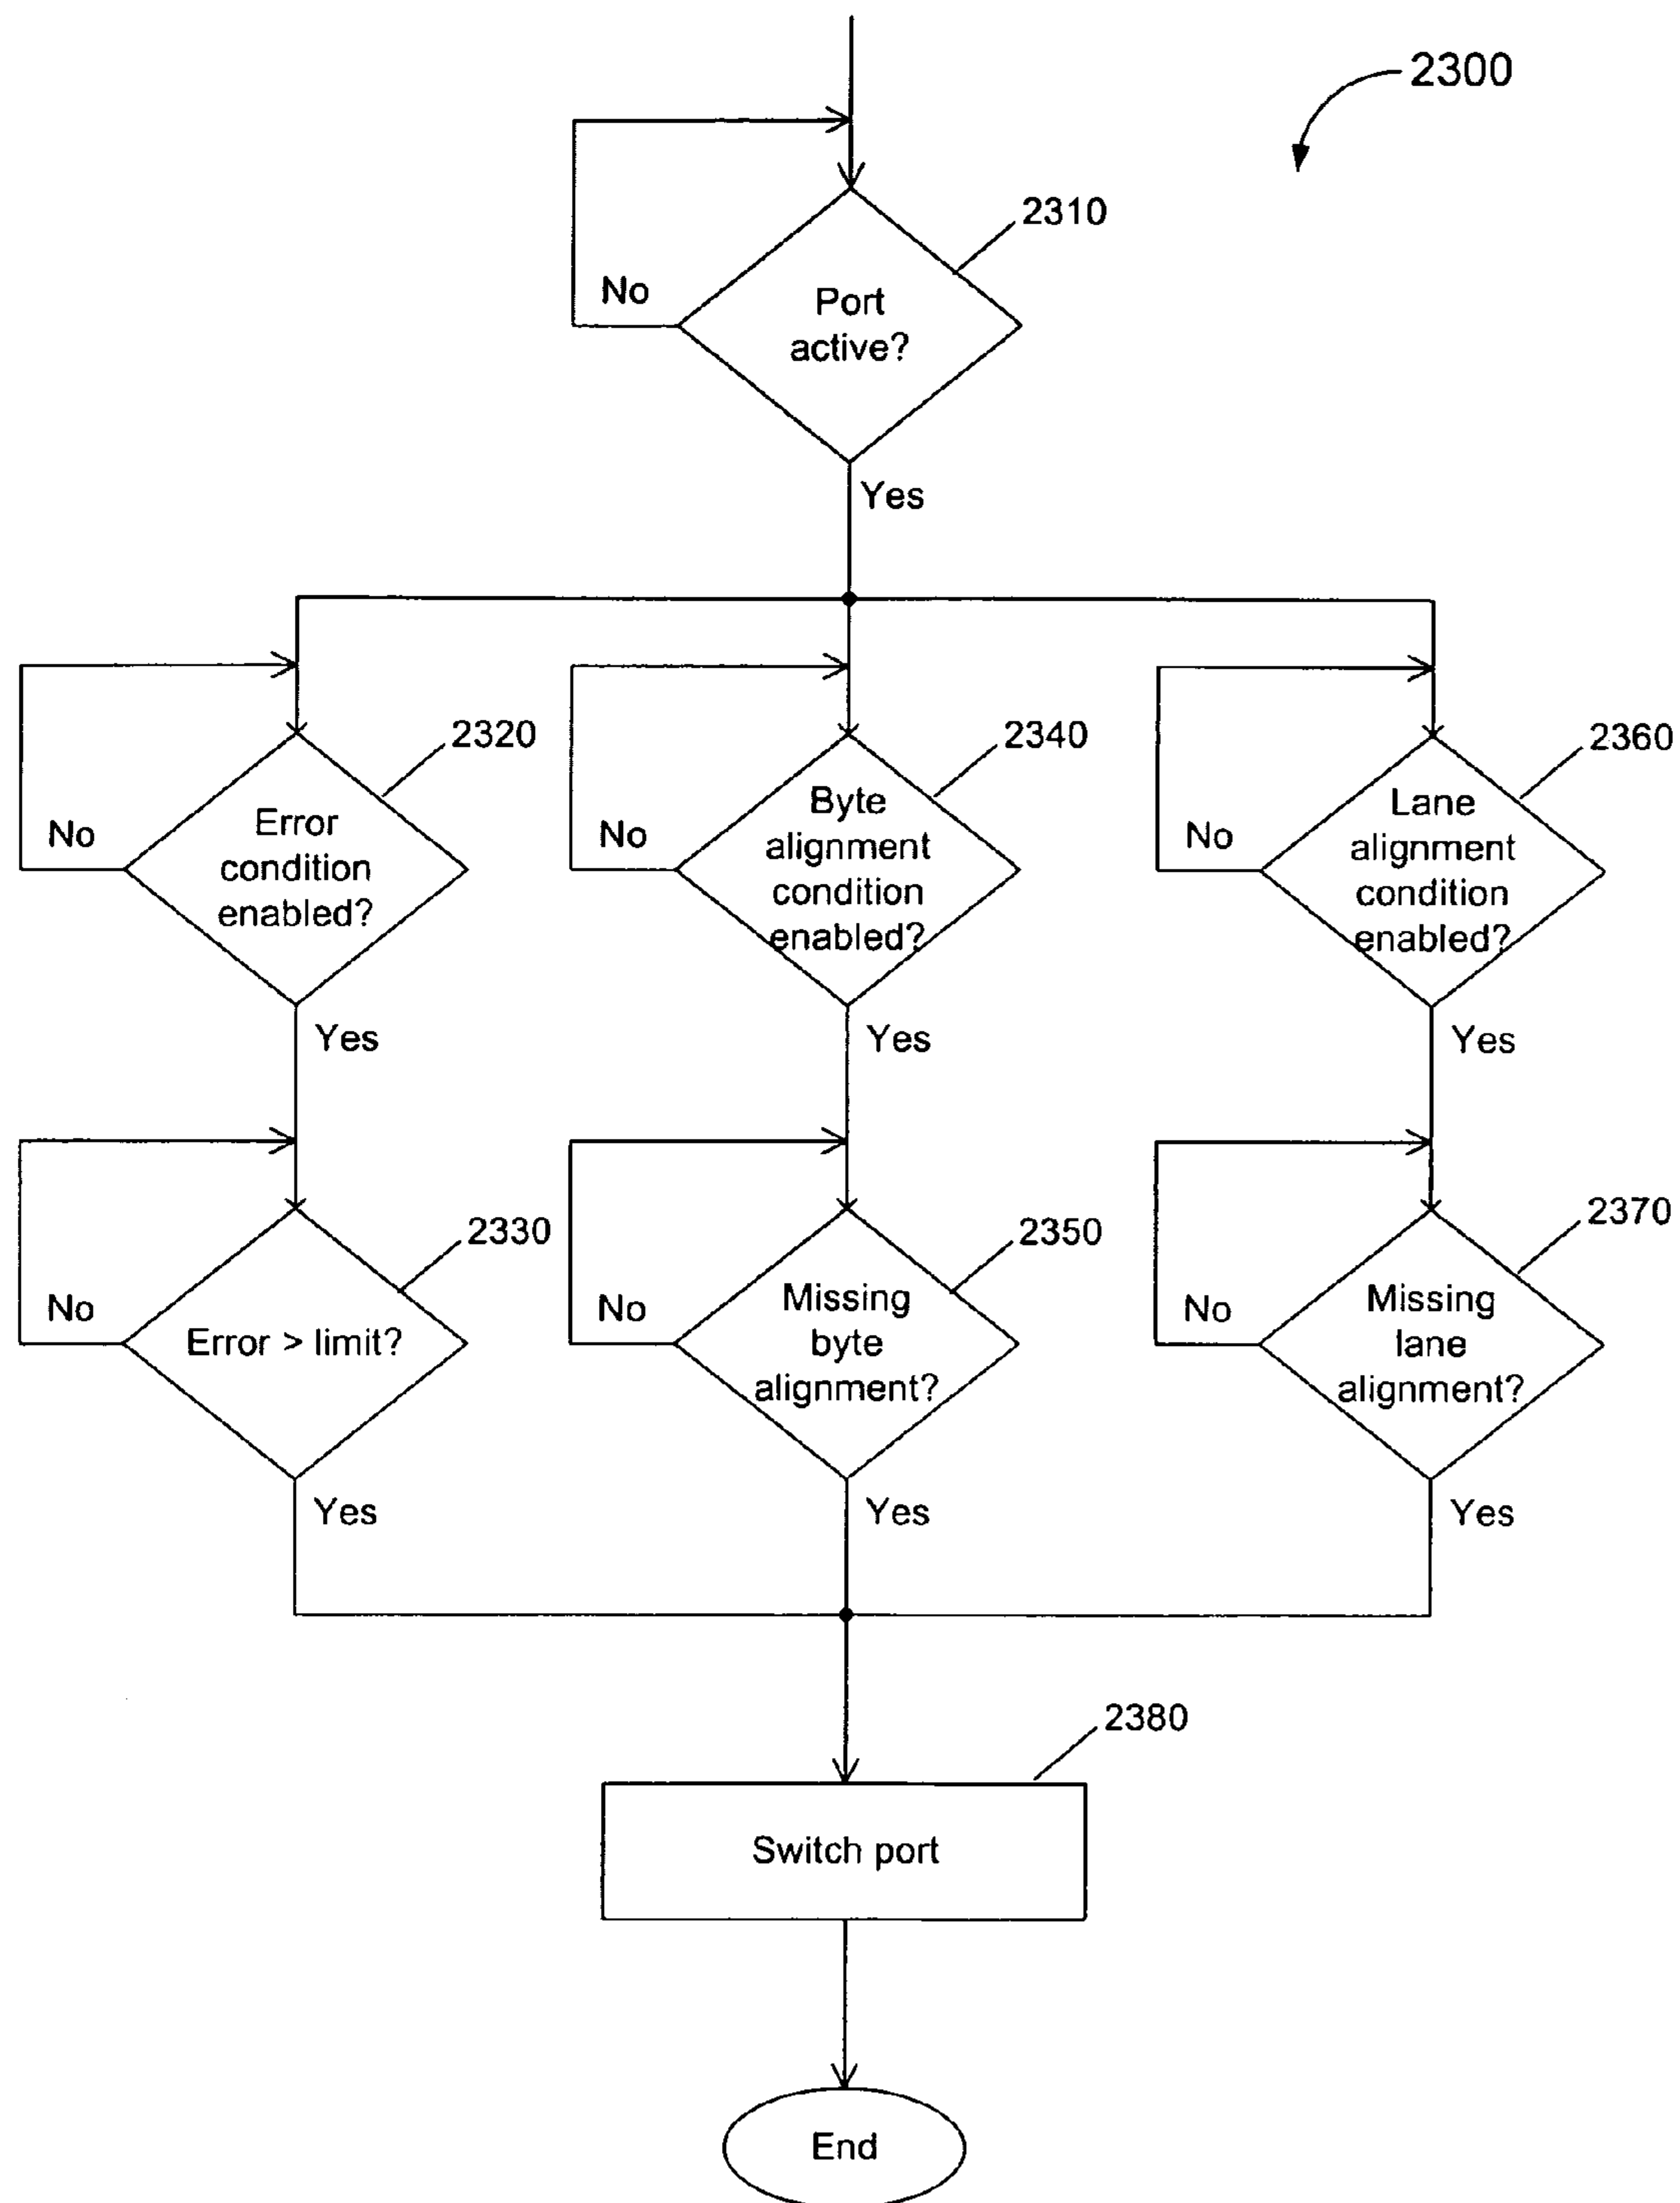 2300
2310
No
Port
active?
Yes
2320
2340
2360
No
Error
condition
enabled?
No
Byte
alignment
condition
enabled?
No
Lane
alignment
condition
enabled?
Yes
Yes
Yes
2330
2350
2370
No
Error > limit?
No
Missing
byte
alignment?
No
Missing
lane
alignment?
Yes
Yes
Yes
2380
Switch port
End